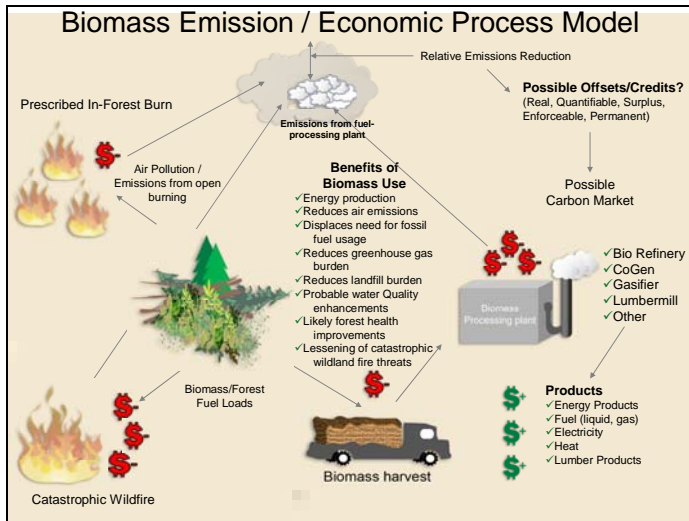 Biomass Emission / Economic Process Model
Relative Emissions Reduction
Possible Offsets/Credits?
(Real, Quantifiable, Surplus,
Enforceable, Permanent)
Prescribed In-Forest Burn
Emissions from fuel-
processing plant
$-
Air Pollution /
Emissions from open
burning
Benefits of
Biomass Use
✓Energy production
✓Reduces air emissions
✓Displaces need for fossil
fuel usage
✓Reduces greenhouse gas
burden
✓Reduces landfill burden
✓Probable water Quality
enhancements
✓Likely forest health
improvements
✓Lessening of catastrophic
wildland fire threats
Possible
Carbon Market
$-
$-
$-
Biomass
Processing plant
✓Bio Refinery
✓CoGen
✓Gasifier
✓Lumbermill
✓Other
Biomass/Forest
Fuel Loads
$-
$-
$-
Catastrophic Wildfire
$-
Biomass harvest
$+
$+
$+
Products
✓Energy Products
✓Fuel (liquid, gas)
✓Electricity
✓Heat
✓Lumber Products